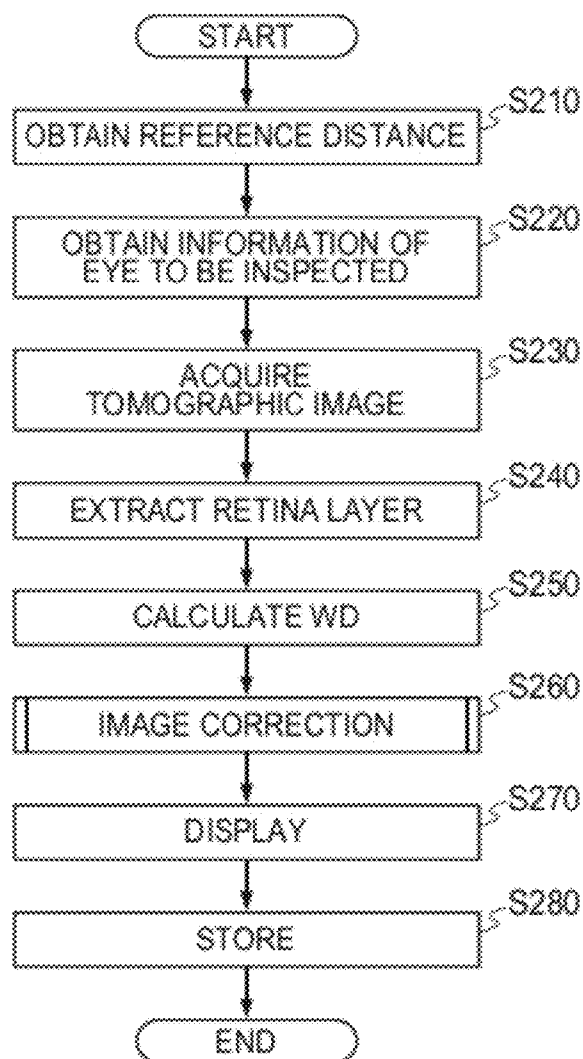 START
S210
OBTAIN REFERENCE DISTANCE
S220
OBTAIN INFORMATION OF
EYE TO BE INSPECTED
S230
ACQUIRE
TOMOGRAPHIC IMAGE
S240
EXTRACT RETINA LAYER
S250
CALCULATE WD
S260
IMAGE CORRECTION
S270
DISPLAY
S280
STORE
END